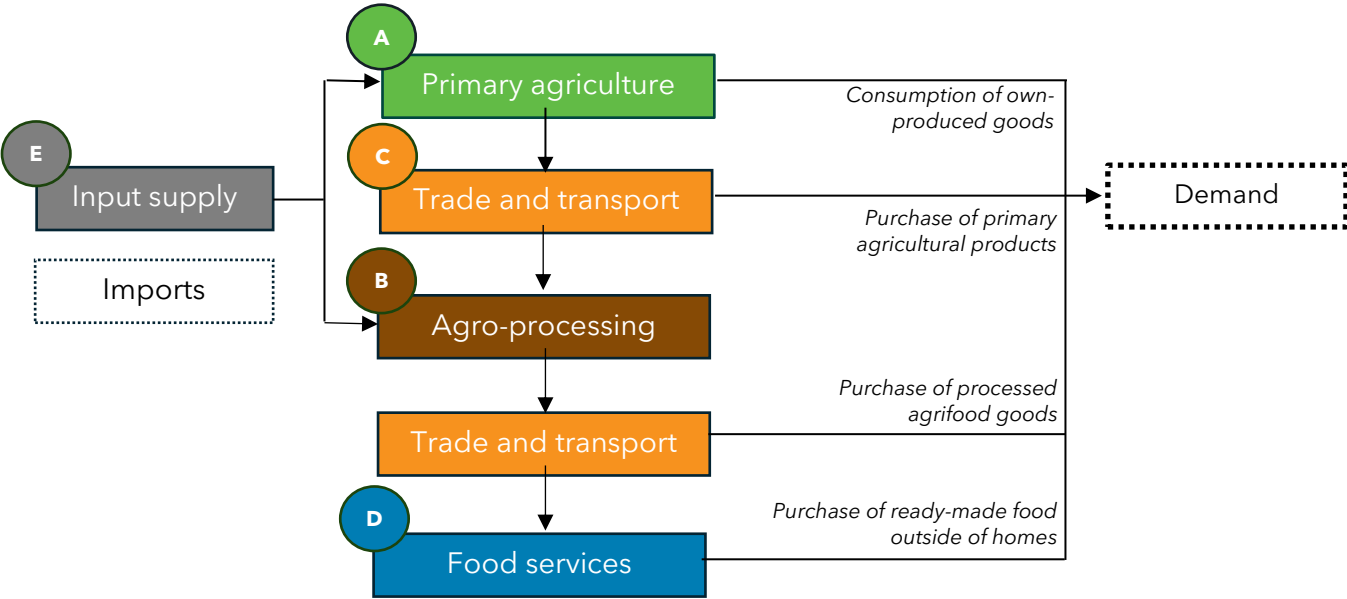 A
Primary agriculture
Consumption of own-
produced goods
E
Input supply
C
Trade and transport
Demand
Purchase of primary
agricultural products
Imports
B
Agro-processing
Purchase of processed
agrifood goods
Trade and transport
D
Purchase of ready-made food
outside of homes
Food services